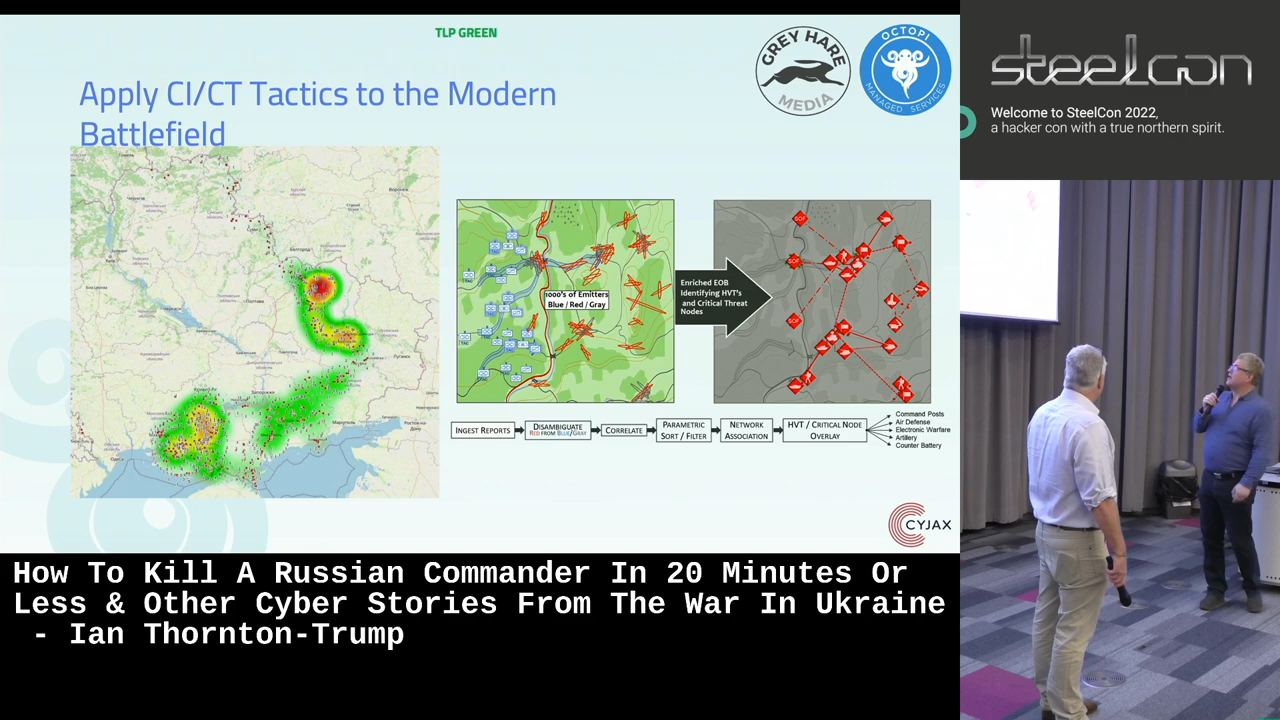 TLP GREEN
GREY HARE
MEDIA
OCTOPI
MANAGED SERVICES
steelcon
Welcome to SteelCon 2022,
a hacker con with a true northern spirit.
Apply CI/CT Tactics to the Modern
Battlefield
1000's of Emitters
Blue / Red / Gray
Enriched EOB
Identifying HVT's
and Critical Threat
Nodes
SOF
SOF
SOF
INGEST REPORTS
DISAMBIGUATE
RED FROM BLUE/GRAY
CORRELATE
PARAMETRIC
SORT / FILTER
NETWORK
ASSOCIATION
HVT / CRITICAL NODE
OVERLAY
Command Posts
Air Defense
Electronic Warfare
Artillery
Counter Battery
CYJAX
How To Kill A Russian Commander In 20 Minutes Or
Less & Other Cyber Stories From The War In Ukraine
- Ian Thornton-Trump